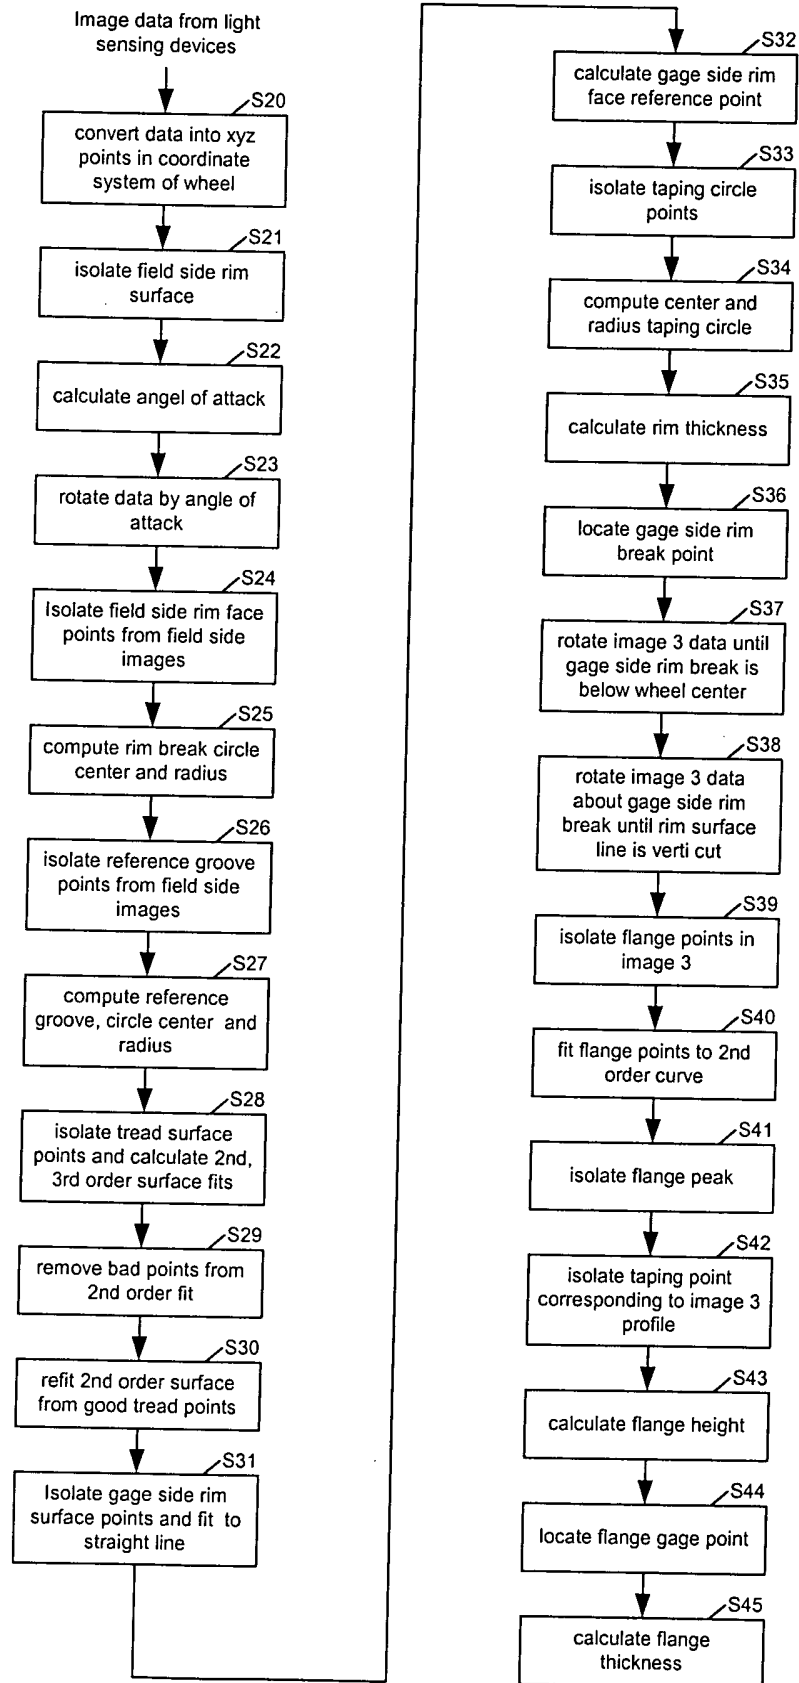 Image data from light
sensing devices
S20
convert data into xyz
points in coordinate
system of wheel
S21
isolate field side rim
surface
S22
calculate angel of attack
S23
rotate data by angle of
attack
S24
Isolate field side rim face
points from field side
images
S25
compute rim break circle
center and radius
S26
isolate reference groove
points from field side
images
S27
compute reference
groove, circle center and
radius
S28
isolate tread surface
points and calculate 2nd,
3rd order surface fits
S29
remove bad points from
2nd order fit
S30
refit 2nd order surface
from good tread points
S31
Isolate gage side rim
surface points and fit to
straight line
S32
calculate gage side rim
face reference point
S33
isolate taping circle
points
S34
compute center and
radius taping circle
S35
calculate rim thickness
S36
locate gage side rim
break point
S37
rotate image 3 data until
gage side rim break is
below wheel center
S38
rotate image 3 data
about gage side rim
break until rim surface
line is verti cut
S39
isolate flange points in
image 3
S40
fit flange points to 2nd
order curve
S41
isolate flange peak
S42
isolate taping point
corresponding to image 3
profile
S43
calculate flange height
S44
locate flange gage point
S45
calculate flange
thickness